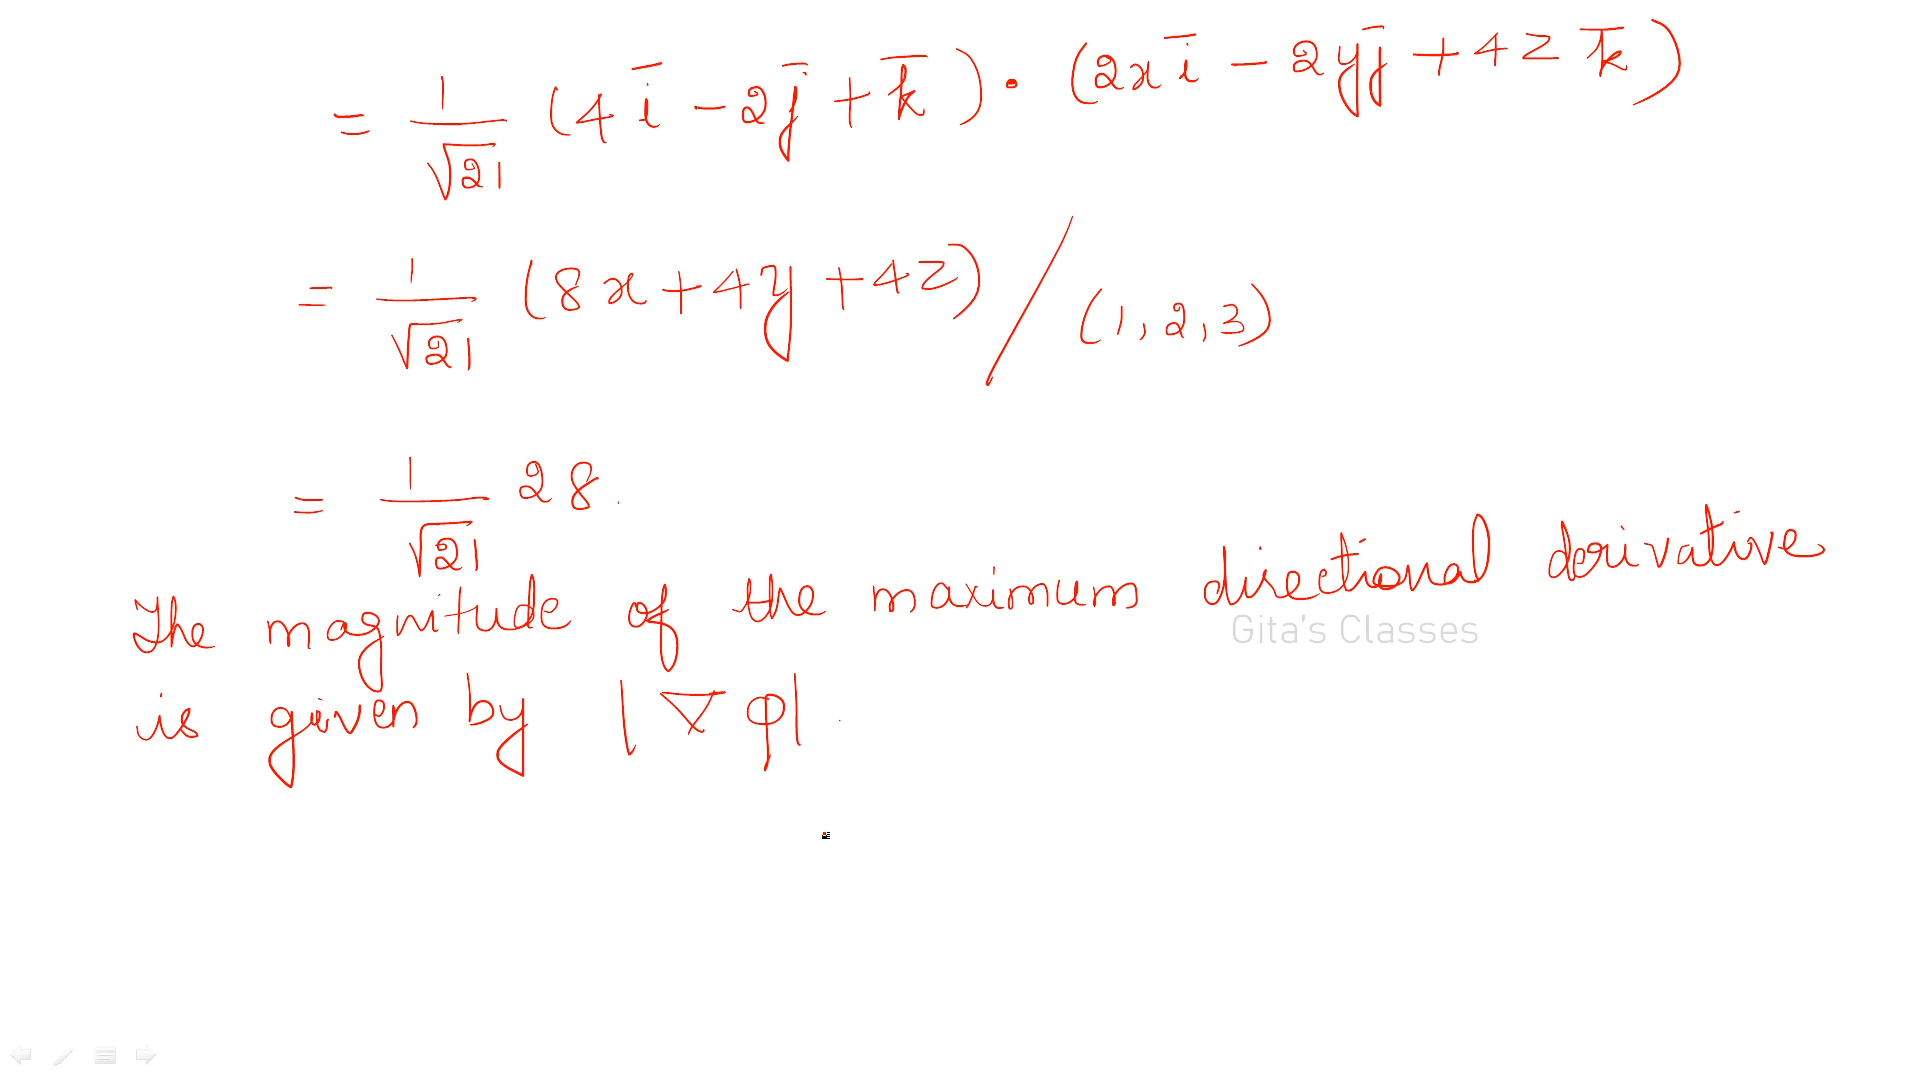 = 1/√21 (4i̅ - 2j̅ + k̅) · (2xi̅ - 2yj̅ + 4zk̅)
= 1/√21 (8x + 4y + 4z) / (1, 2, 3)
= 1/√21 28.
The magnitude of the maximum directional derivative
Gita's Classes
is given by |∇φ|.